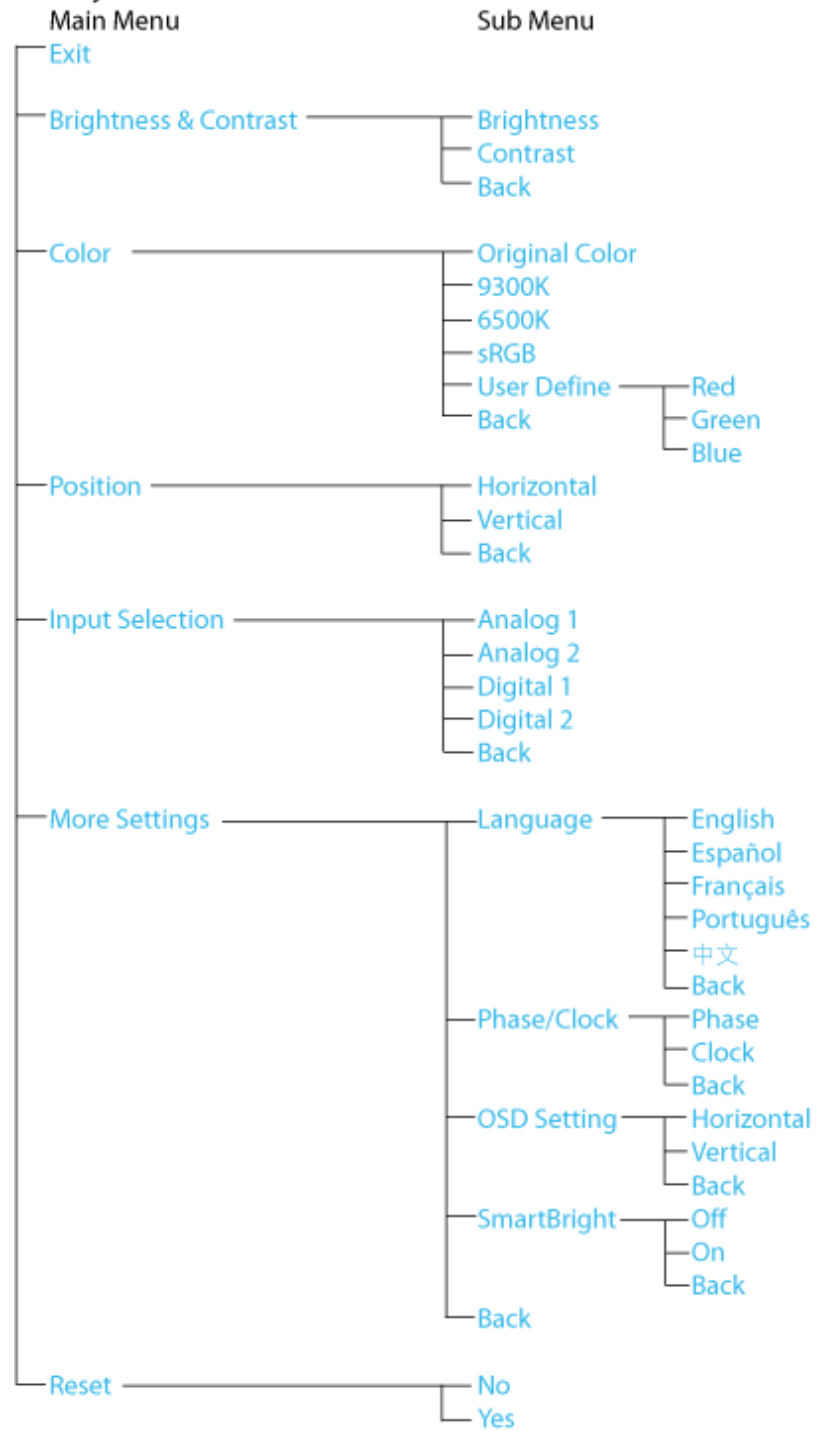 Main Menu Sub Menu
Exit
Brightness & Contrast Brightness
Contrast
Back
Color Original Color
9300K
6500K
sRGB
User Define Red
Back Green
Blue
Position Horizontal
Vertical
Back
Input Selection Analog 1
Analog 2
Digital 1
Digital 2
Back
More Settings Language English
Español
Français
Português
中文
Back
Phase/Clock Phase
Clock
Back
OSD Setting Horizontal
Vertical
Back
SmartBright Off
On
Back
Back
Reset No
Yes